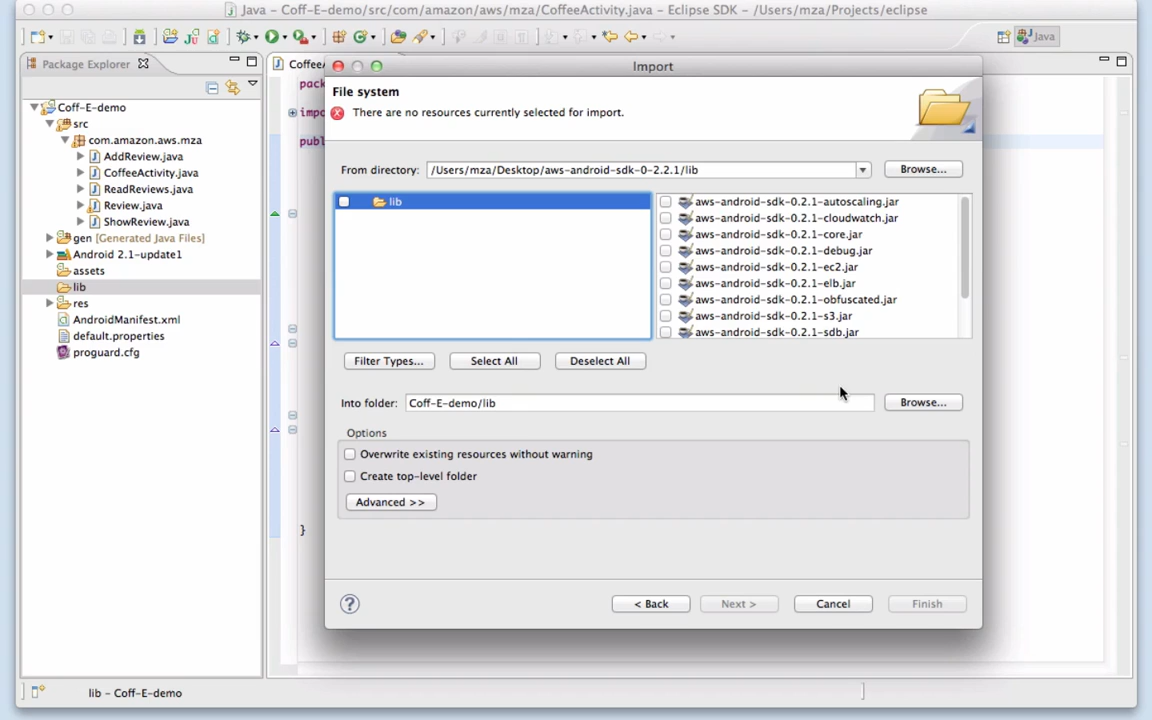 Java – Coff-E-demo/src/com/amazon/aws/mza/CoffeeActivity.java – Eclipse SDK – /Users/mza/Projects/eclipse
Java
Package Explorer
Coff-E-demo
src
com.amazon.aws.mza
AddReview.java
CoffeeActivity.java
ReadReviews.java
Review.java
ShowReview.java
gen [Generated Java Files]
Android 2.1-update1
assets
lib
res
AndroidManifest.xml
default.properties
proguard.cfg
Coffee
pack
impo
publ
}
Import
File system
There are no resources currently selected for import.
From directory: /Users/mza/Desktop/aws-android-sdk-0-2.2.1/lib Browse...
lib
aws-android-sdk-0.2.1-autoscaling.jar
aws-android-sdk-0.2.1-cloudwatch.jar
aws-android-sdk-0.2.1-core.jar
aws-android-sdk-0.2.1-debug.jar
aws-android-sdk-0.2.1-ec2.jar
aws-android-sdk-0.2.1-elb.jar
aws-android-sdk-0.2.1-obfuscated.jar
aws-android-sdk-0.2.1-s3.jar
aws-android-sdk-0.2.1-sdb.jar
Filter Types... Select All Deselect All
Into folder: Coff-E-demo/lib Browse...
Options
Overwrite existing resources without warning
Create top-level folder
Advanced >>
? < Back Next > Cancel Finish
lib – Coff-E-demo